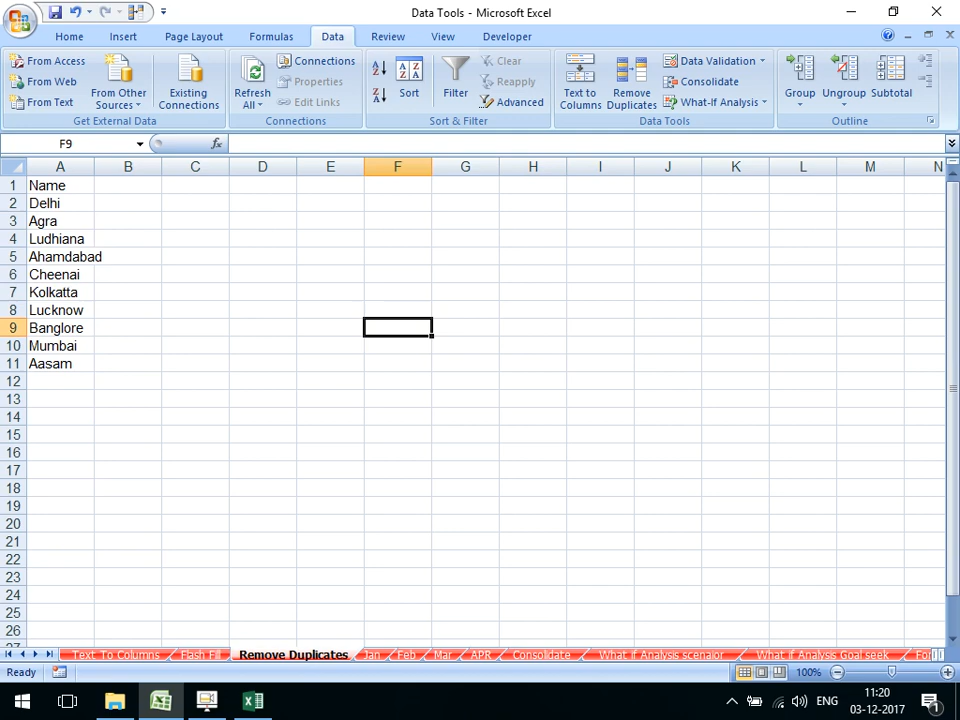 Data Tools - Microsoft Excel
Home Insert Page Layout Formulas Data Review View Developer
From Access
From Web
From Text
From Other
Sources
Existing
Connections
Get External Data
Refresh
All
Connections
Properties
Edit Links
Connections
Sort
Filter
Clear
Reapply
Advanced
Sort & Filter
Text to
Columns
Remove
Duplicates
Data Validation
Consolidate
What-If Analysis
Data Tools
Group
Ungroup
Subtotal
Outline
F9 fx
A B C D E F G H I J K L M N
1 Name
2 Delhi
3 Agra
4 Ludhiana
5 Ahamdabad
6 Cheenai
7 Kolkatta
8 Lucknow
9 Banglore
10 Mumbai
11 Aasam
12
13
14
15
16
17
18
19
20
21
22
23
24
25
26
27
Text To Columns Flash Fill Remove Duplicates Jan Feb Mar APR Consolidate What if Analysis scenaior What if Analysis Goal seek
Ready 100%
ENG 11:20
03-12-2017 1